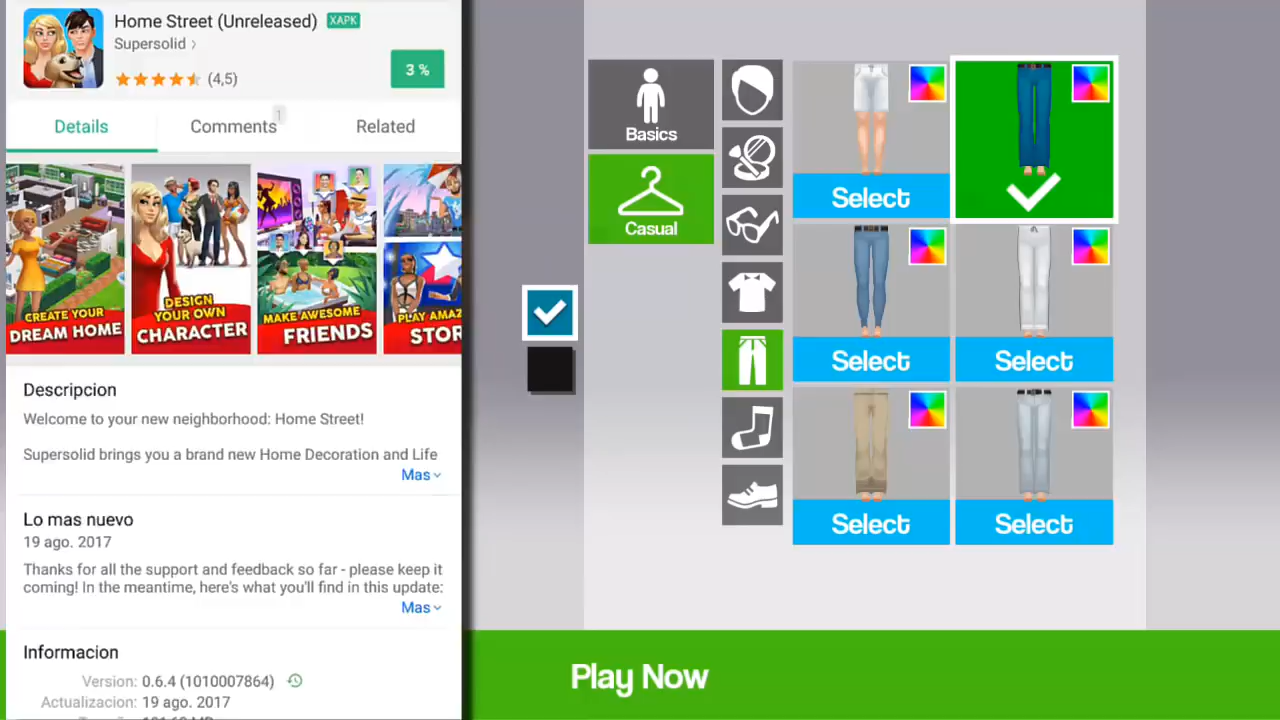 Home Street (Unreleased) XAPK
Supersolid
(4,5)
3 %
Details
Comments
1
Related
CREATE YOUR
DREAM HOME
DESIGN
YOUR OWN
CHARACTER
MAKE AWESOME
FRIENDS
PLAY AMAZ
STOR
Descripcion
Welcome to your new neighborhood: Home Street!
Supersolid brings you a brand new Home Decoration and Life
Mas
Lo mas nuevo
19 ago. 2017
Thanks for all the support and feedback so far - please keep it
coming! In the meantime, here's what you'll find in this update:
Mas
Informacion
Version: 0.6.4 (1010007864)
Actualizacion: 19 ago. 2017
Basics
Casual
Select
Select
Select
Select
Select
Play Now